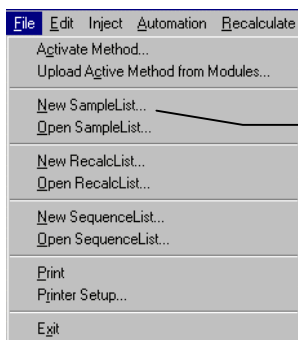 File Edit Inject Automation Recalculate
Activate Method...
Upload Active Method from Modules...
New SampleList...
Open SampleList...
New RecalcList...
Open RecalcList...
New SequenceList...
Open SequenceList...
Print
Printer Setup...
Exit